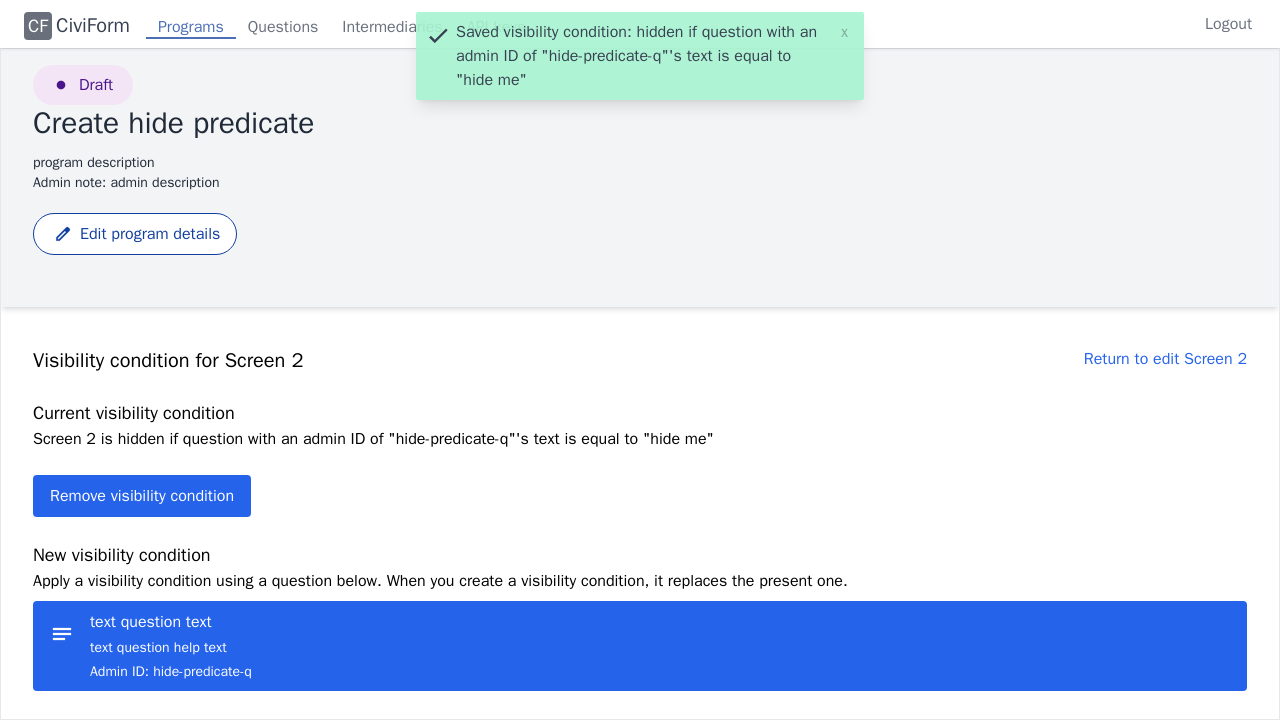 CF CiviForm Programs Questions Intermediaries API keys Logout
Saved visibility condition: hidden if question with an
admin ID of "hide-predicate-q"'s text is equal to
"hide me"
x
Draft
Create hide predicate
program description
Admin note: admin description
Edit program details
Visibility condition for Screen 2
Return to edit Screen 2
Current visibility condition
Screen 2 is hidden if question with an admin ID of "hide-predicate-q"'s text is equal to "hide me"
Remove visibility condition
New visibility condition
Apply a visibility condition using a question below. When you create a visibility condition, it replaces the present one.
text question text
text question help text
Admin ID: hide-predicate-q